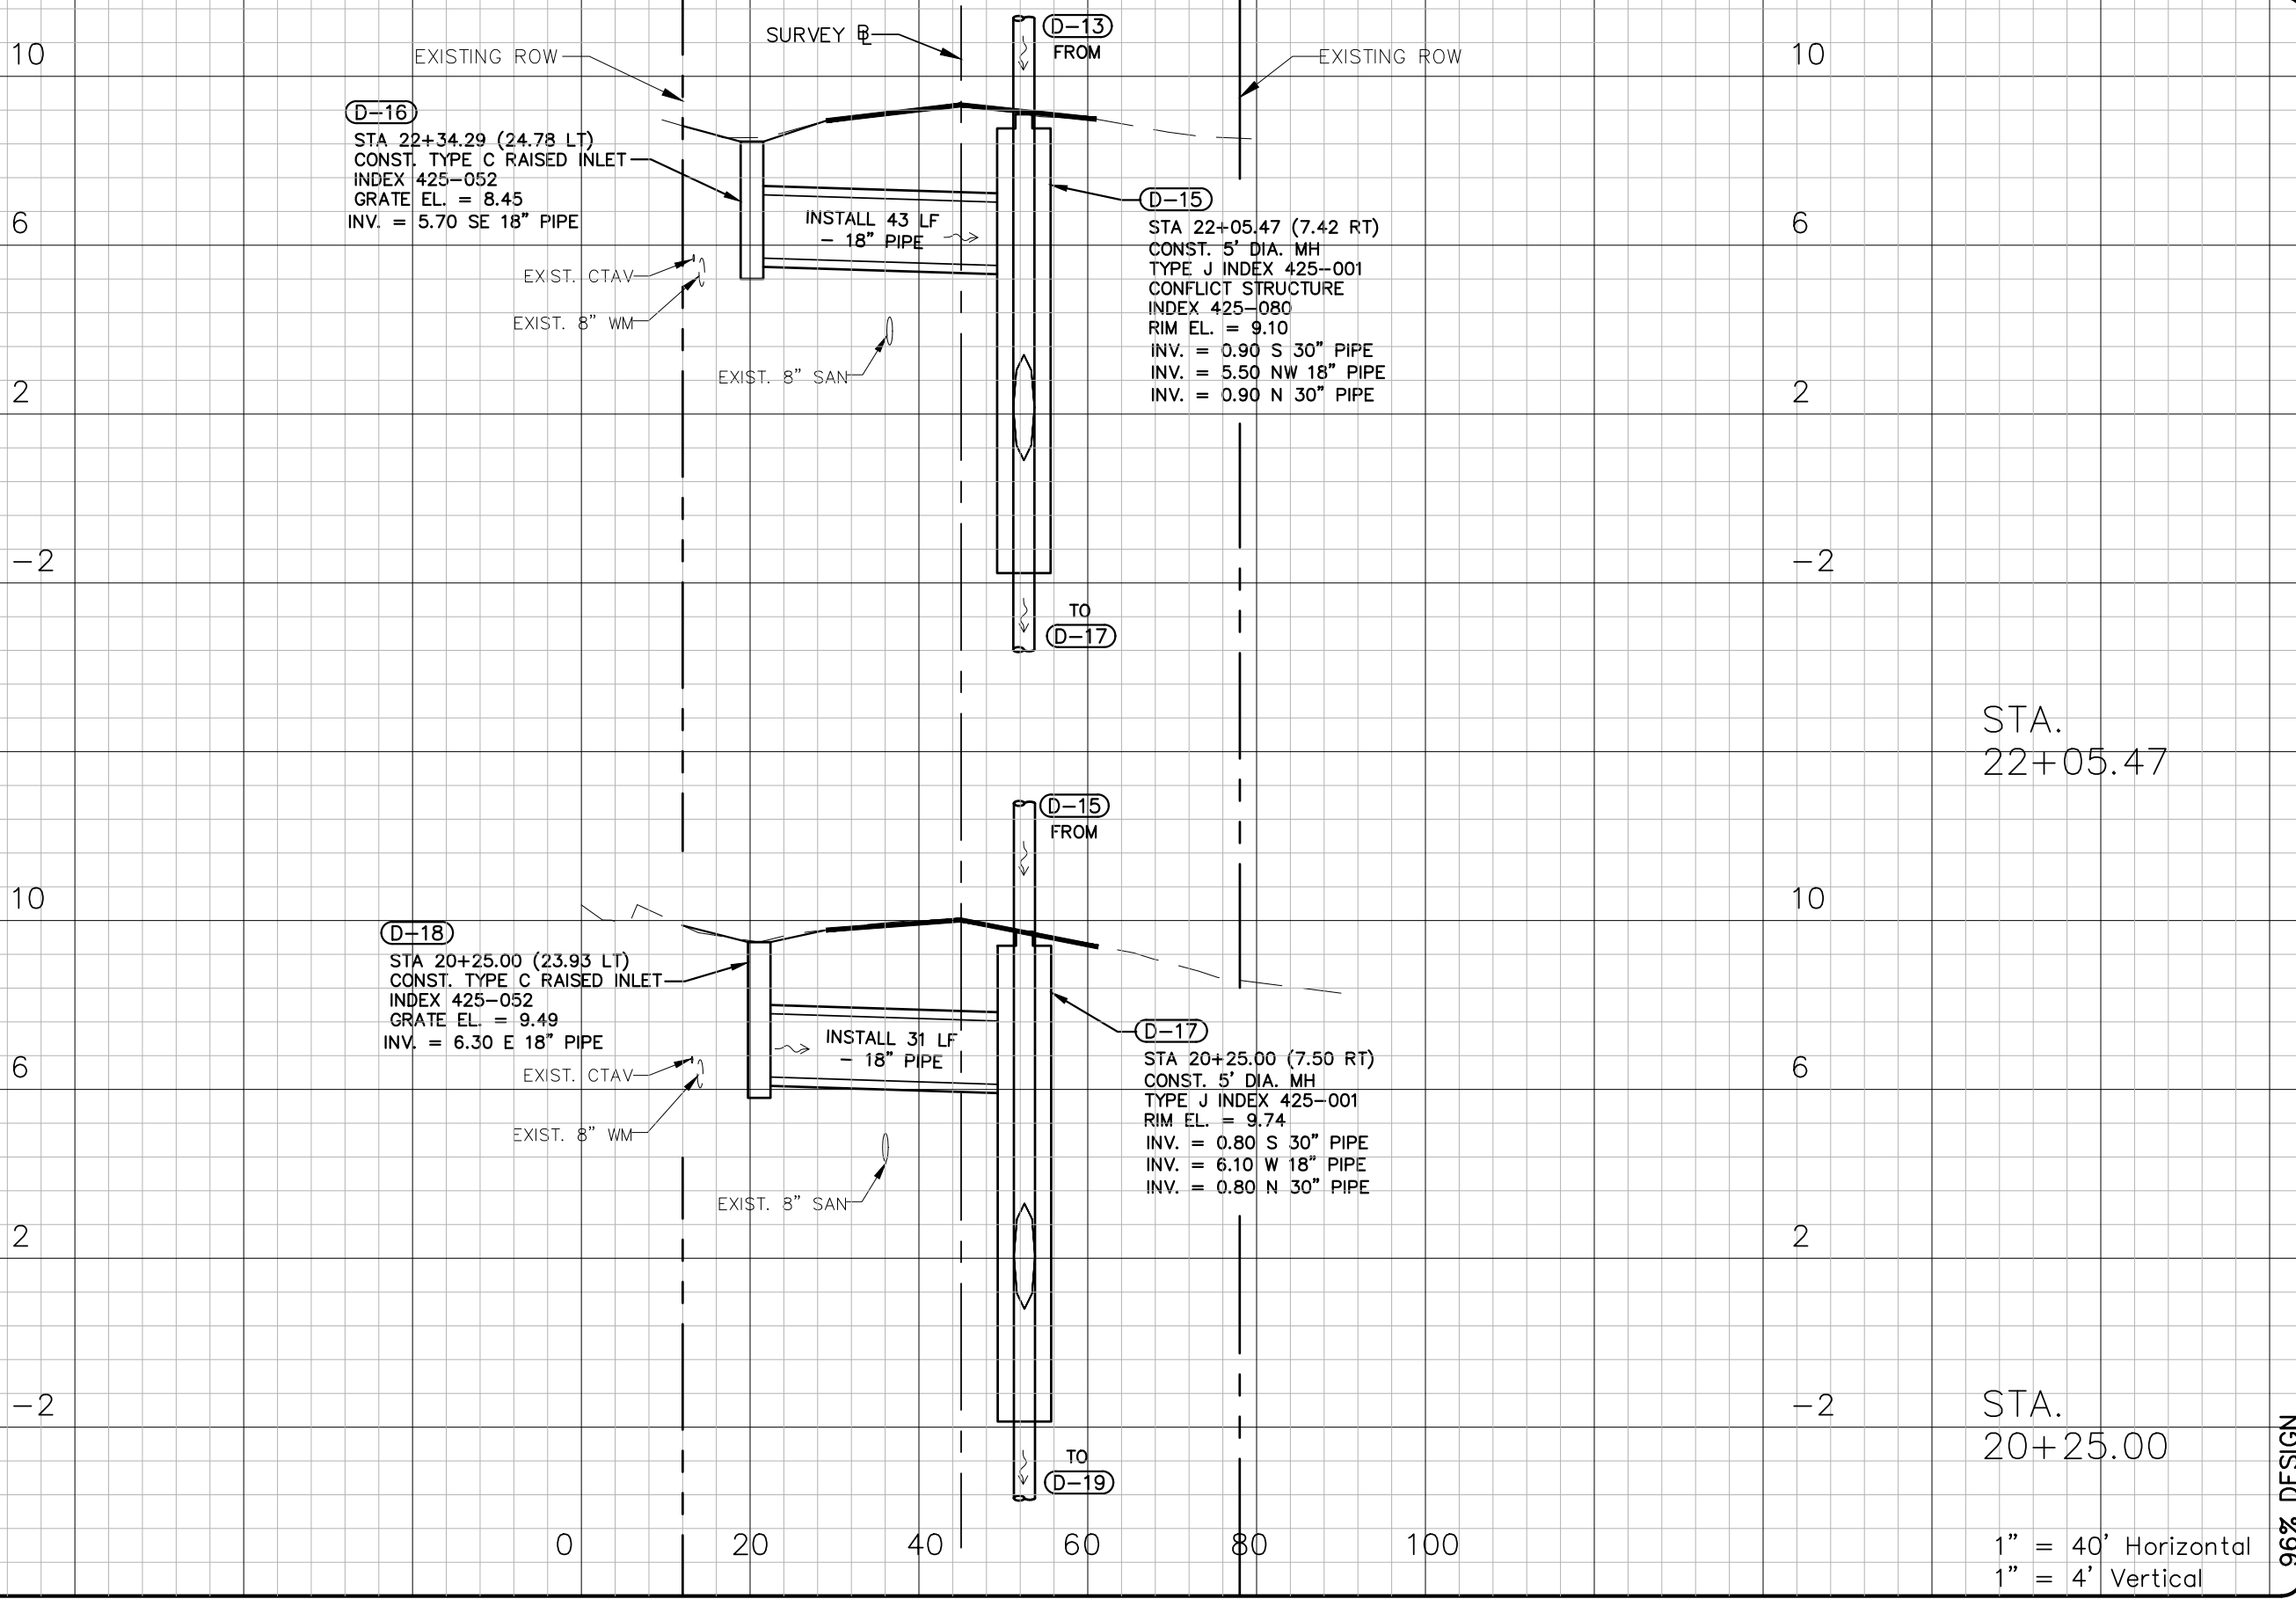 SURVEY BL
D-13
FROM
EXISTING ROW
EXISTING ROW
10
10
D-16
STA 22+34.29 (24.78 LT)
CONST. TYPE C RAISED INLET
INDEX 425-052
GRATE EL. = 8.45
INV. = 5.70 SE 18" PIPE
INSTALL 43 LF
- 18" PIPE
D-15
STA 22+05.47 (7.42 RT)
CONST. 5' DIA. MH
TYPE J INDEX 425-001
CONFLICT STRUCTURE
INDEX 425-080
RIM EL. = 9.10
INV. = 0.90 S 30" PIPE
INV. = 5.50 NW 18" PIPE
INV. = 0.90 N 30" PIPE
6
6
EXIST. CTAV
EXIST. 8" WM
EXIST. 8" SAN
2
2
-2
-2
TO
D-17
STA.
22+05.47
D-15
FROM
10
10
D-18
STA 20+25.00 (23.93 LT)
CONST. TYPE C RAISED INLET
INDEX 425-052
GRATE EL. = 9.49
INV. = 6.30 E 18" PIPE
INSTALL 31 LF
- 18" PIPE
D-17
STA 20+25.00 (7.50 RT)
CONST. 5' DIA. MH
TYPE J INDEX 425-001
RIM EL. = 9.74
INV. = 0.80 S 30" PIPE
INV. = 6.10 W 18" PIPE
INV. = 0.80 N 30" PIPE
6
6
EXIST. CTAV
EXIST. 8" WM
EXIST. 8" SAN
2
2
-2
-2
TO
D-19
STA.
20+25.00
0 20 40 60 80 100
1" = 40' Horizontal
1" = 4' Vertical
96% DESIGN